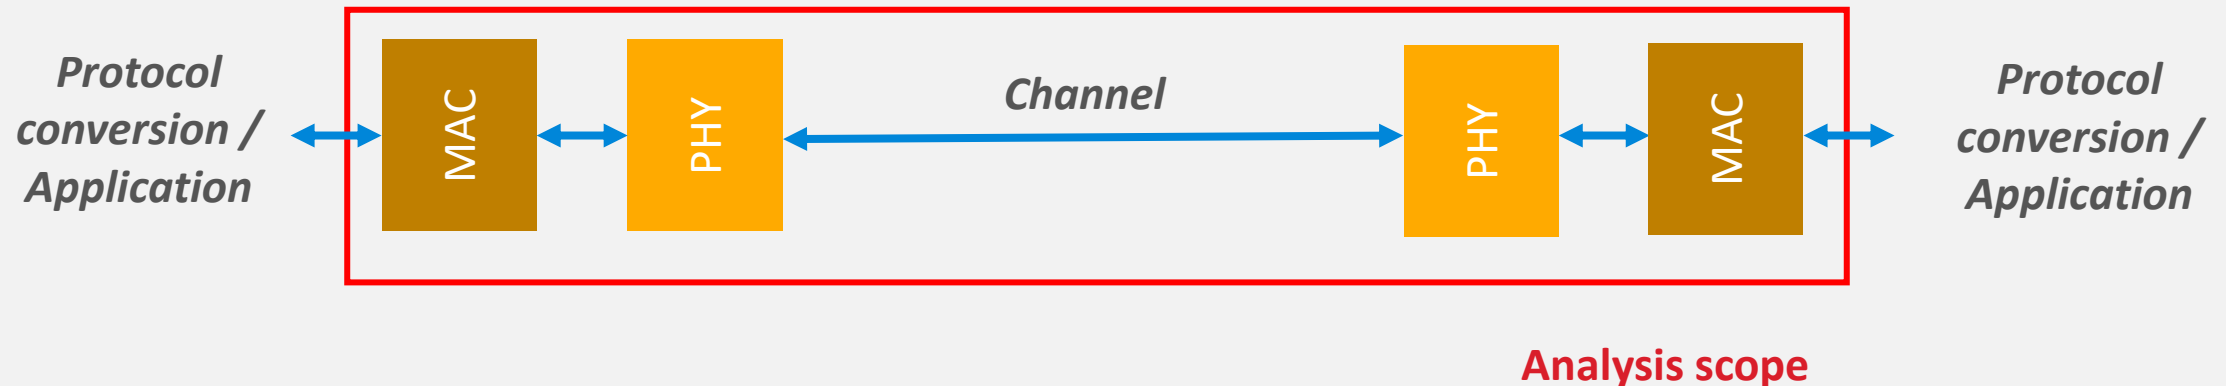 Protocol
conversion /
Application
MAC
PHY
Channel
PHY
MAC
Protocol
conversion /
Application
Analysis scope